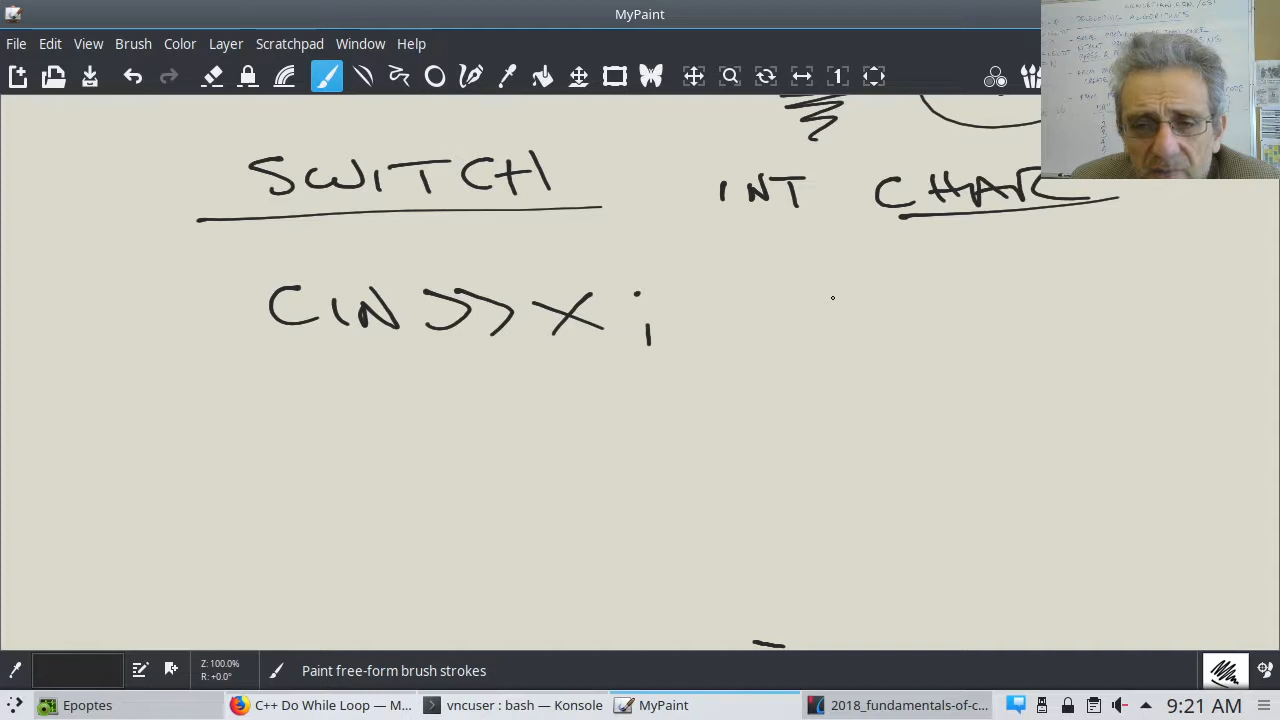 MyPaint
File Edit View Brush Color Layer Scratchpad Window Help
SWITCH INT CHAR
CIN >> X ;
Z: 100.0%
R: +0.0°
Paint free-form brush strokes
Epoptes C++ Do While Loop — M... vncuser : bash — Konsole MyPaint 2018_fundamentals-of-c... 9:21 AM